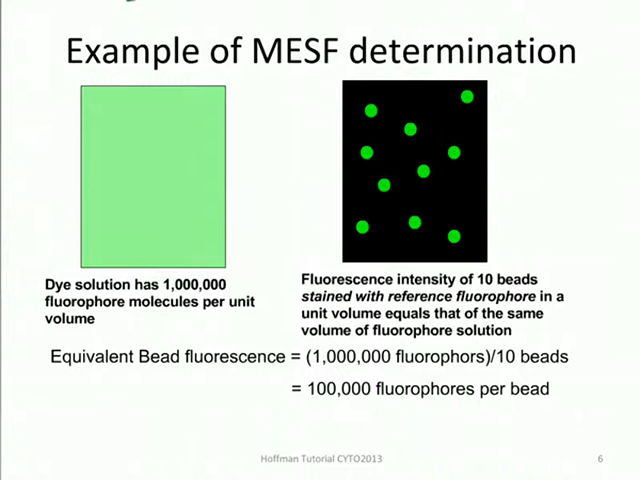 Example of MESF determination
Dye solution has 1,000,000
fluorophore molecules per unit
volume
Fluorescence intensity of 10 beads
stained with reference fluorophore in a
unit volume equals that of the same
volume of fluorophore solution
Equivalent Bead fluorescence = (1,000,000 fluorophors)/10 beads
= 100,000 fluorophores per bead
Hoffman Tutorial CYTO2013
6